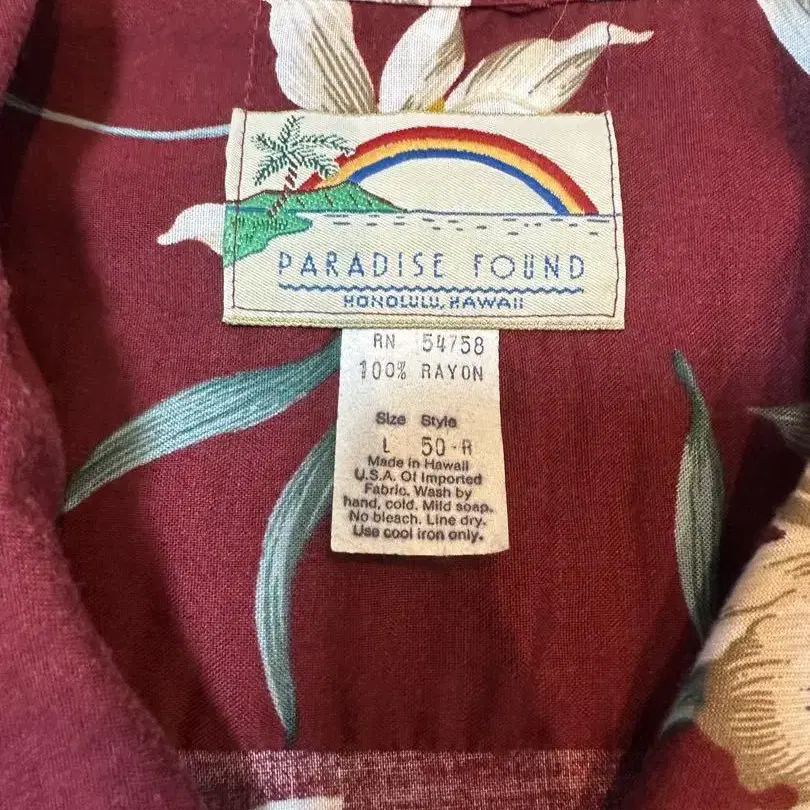 PARADISE FOUND
HONOLULU, HAWAII
RN 54758
100% RAYON
Size Style
L 50-R
Made in Hawaii
U.S.A. Of Imported
Fabric. Wash by
hand, cold. Mild soap.
No bleach. Line dry.
Use cool iron only.